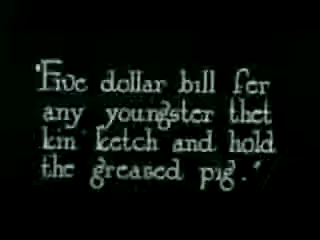 "Five dollar bill fer
any youngster thet
kin ketch and hold
the greased pig."